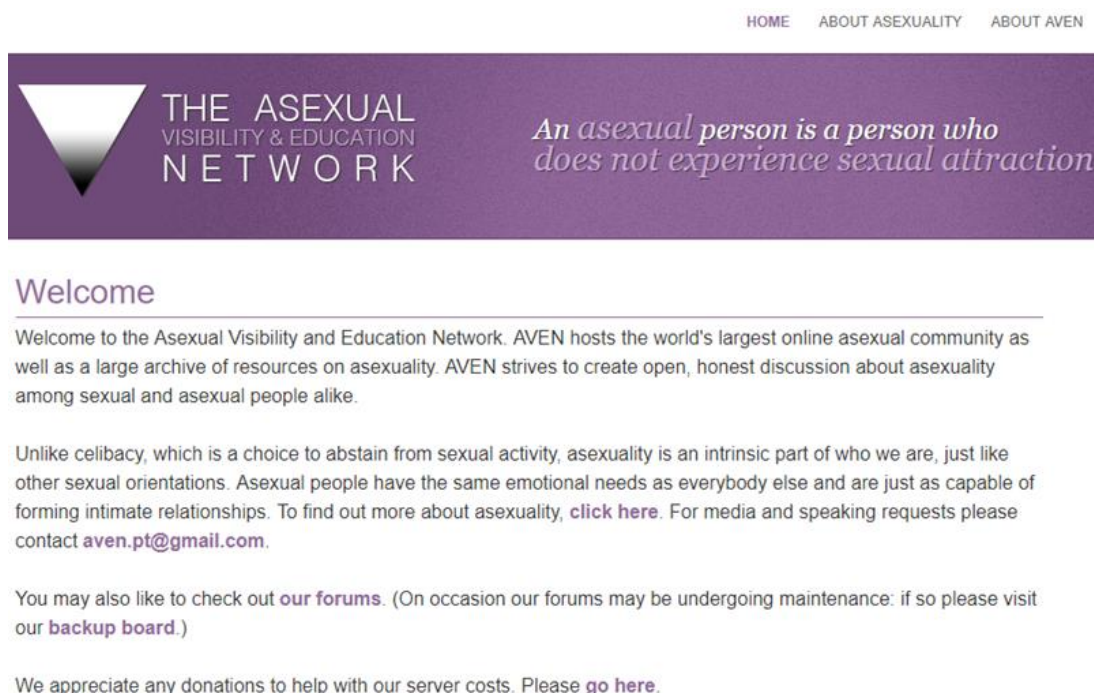 HOME ABOUT ASEXUALITY ABOUT AVEN
THE ASEXUAL
VISIBILITY & EDUCATION
NETWORK
An asexual person is a person who
does not experience sexual attraction
Welcome
Welcome to the Asexual Visibility and Education Network. AVEN hosts the world's largest online asexual community as
well as a large archive of resources on asexuality. AVEN strives to create open, honest discussion about asexuality
among sexual and asexual people alike.
Unlike celibacy, which is a choice to abstain from sexual activity, asexuality is an intrinsic part of who we are, just like
other sexual orientations. Asexual people have the same emotional needs as everybody else and are just as capable of
forming intimate relationships. To find out more about asexuality, click here. For media and speaking requests please
contact aven.pt@gmail.com.
You may also like to check out our forums. (On occasion our forums may be undergoing maintenance: if so please visit
our backup board.)
We appreciate any donations to help with our server costs. Please go here.